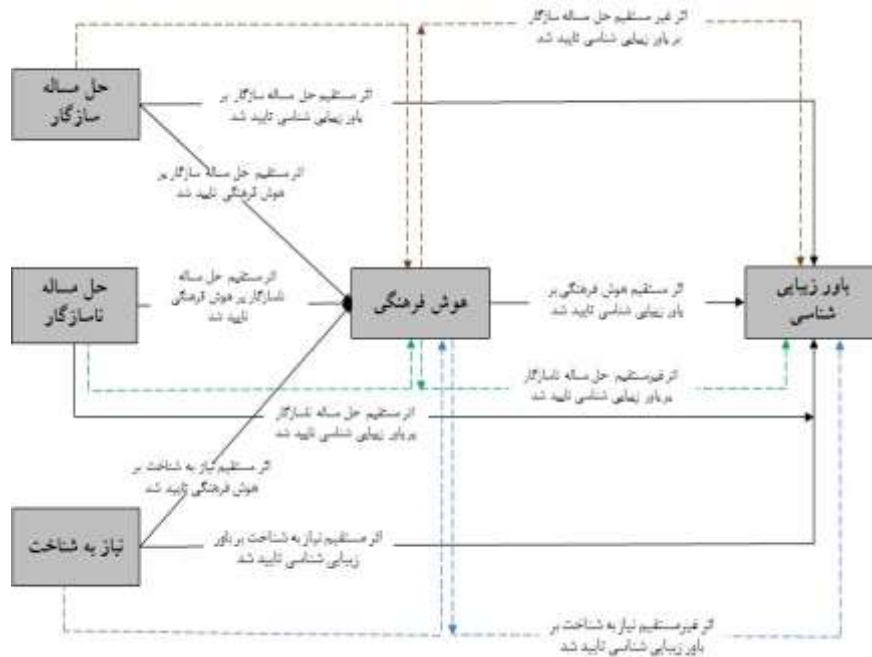 اثر غیر مستقیم حل مساله سازگار
بر باور زیبایی شناسی تایید شد
حل مساله
سازگار
اثر مستقیم حل مساله سازگار بر
باور زیبایی شناسی تایید شد
اثر مستقیم حل مساله سازگار بر
هوش فرهنگی تایید شد
حل مساله
ناسازگار
اثر مستقیم حل مساله
ناسازگار بر هوش فرهنگی
تایید شد
هوش فرهنگی
اثر مستقیم هوش فرهنگی بر
باور زیبایی شناسی تایید شد
باور زیبایی
شناسی
اثر غیرمستقیم حل مساله ناسازگار
بر باور زیبایی شناسی تایید شد
اثر مستقیم حل مساله ناسازگار
بر باور زیبایی شناسی تایید شد
اثر مستقیم نیاز به شناخت بر
هوش فرهنگی تایید شد
نیاز به شناخت
اثر مستقیم نیاز به شناخت بر باور
زیبایی شناسی تایید شد
اثر غیرمستقیم نیاز به شناخت بر
باور زیبایی شناسی تایید شد